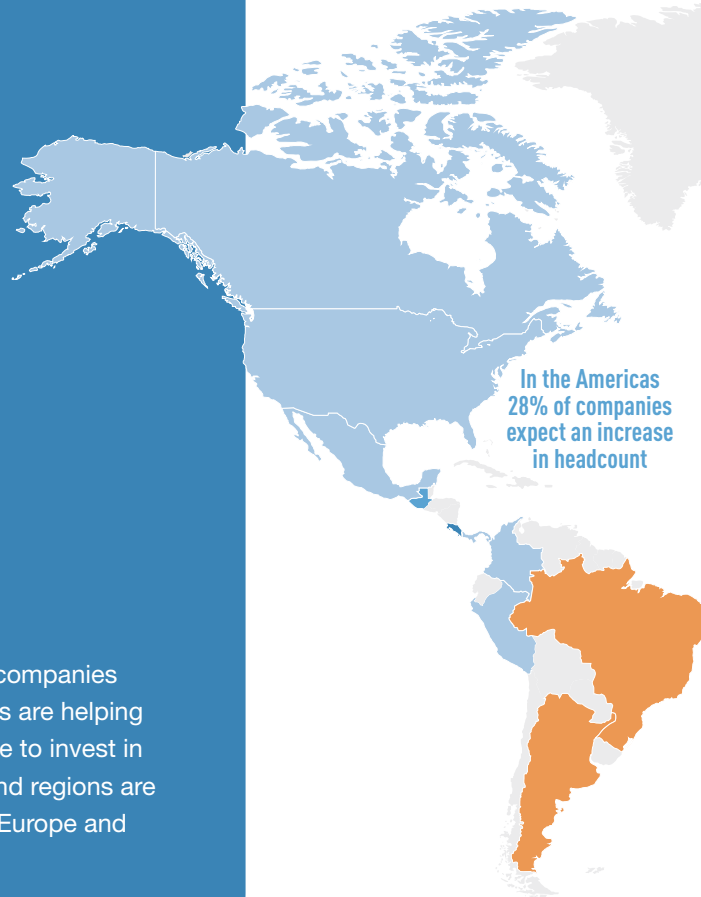 In the Americas
28% of companies
expect an increase
in headcount
companies
s are helping
e to invest in
nd regions are
Europe and